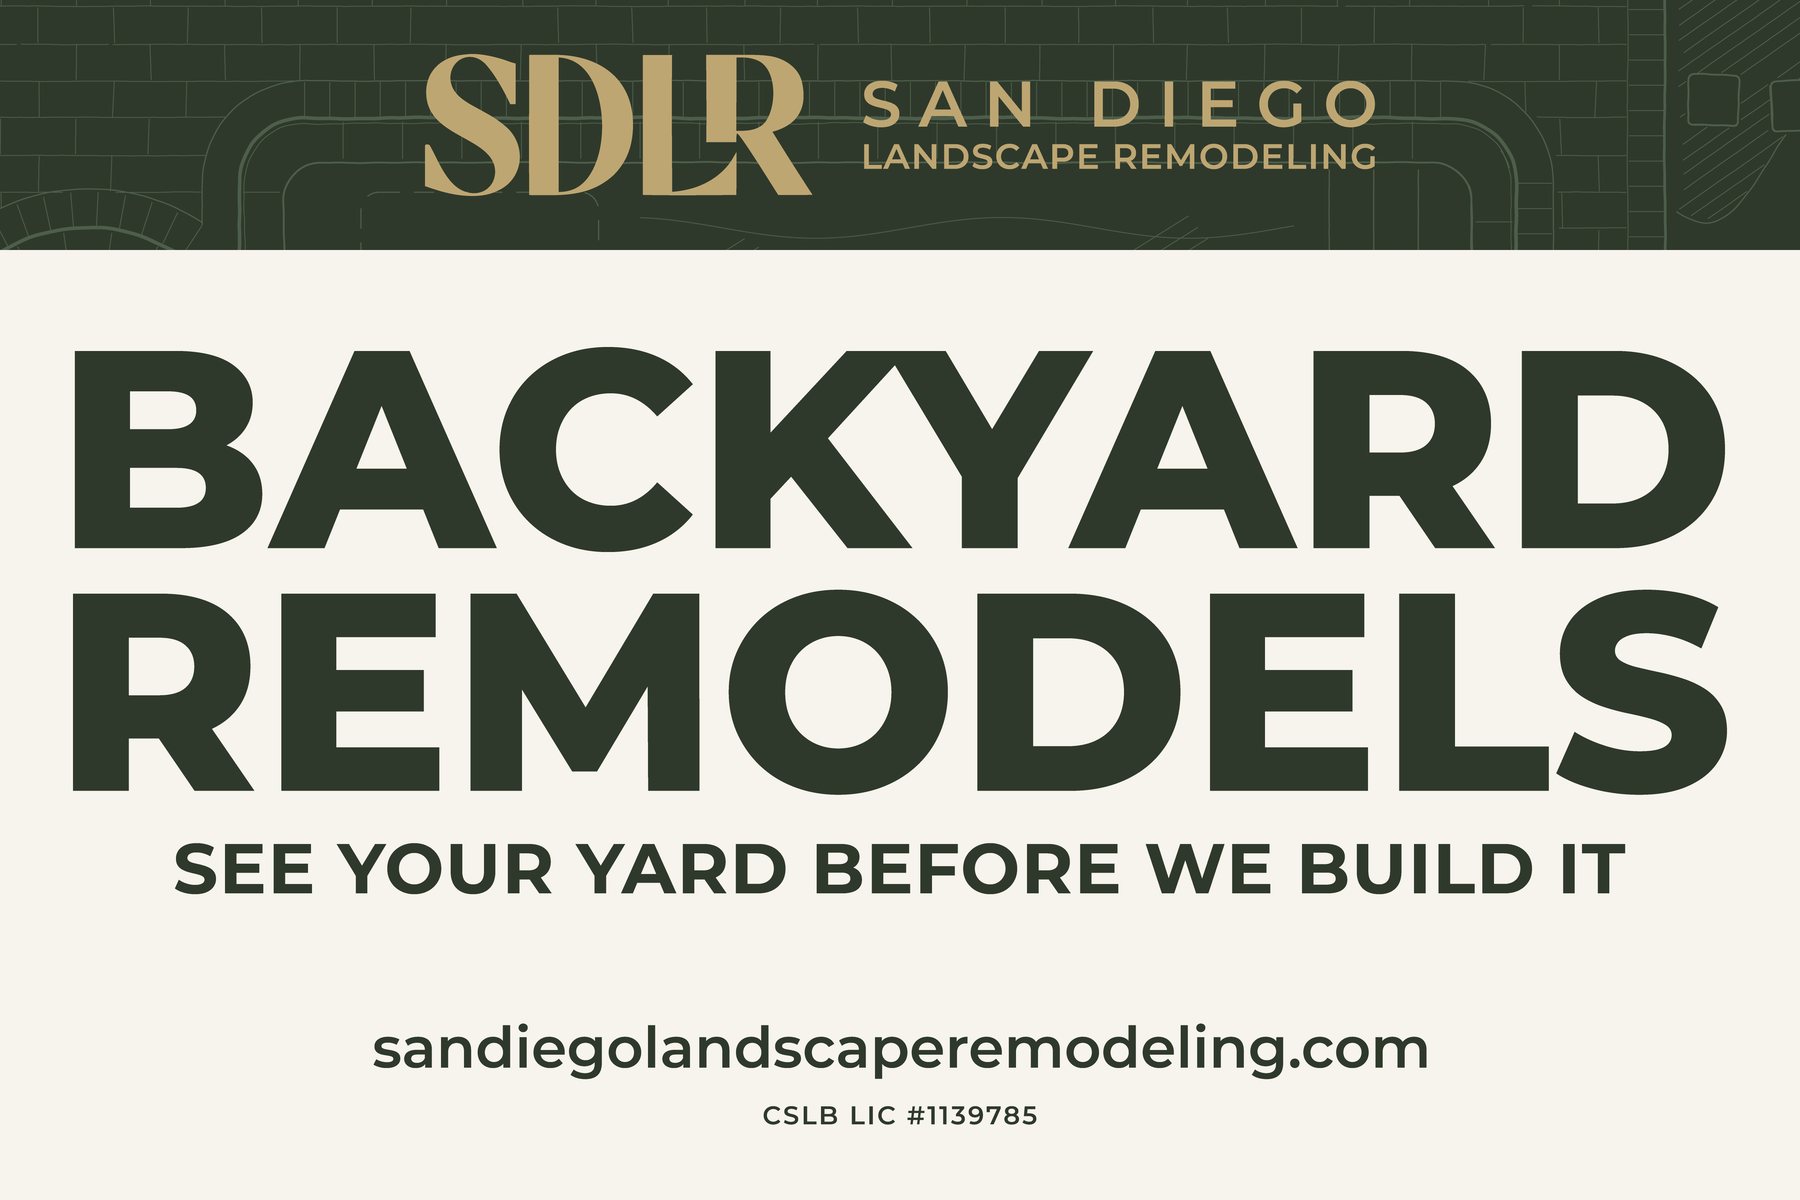 SDLR
SAN DIEGO
LANDSCAPE REMODELING
BACKYARD
REMODELS
SEE YOUR YARD BEFORE WE BUILD IT
sandiegolandscaperemodeling.com
CSLB LIC #1139785